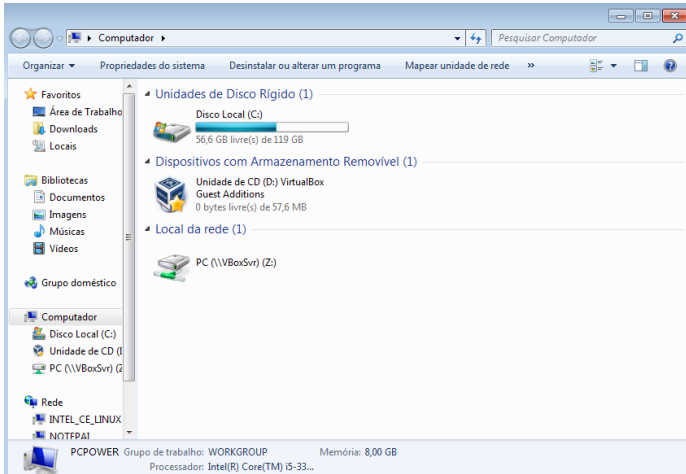 Computador
Pesquisar Computador
Organizar
Propriedades do sistema
Desinstalar ou alterar um programa
Mapear unidade de rede
»
Favoritos
Área de Trabalho
Downloads
Locais
Bibliotecas
Documentos
Imagens
Músicas
Vídeos
Grupo doméstico
Computador
Disco Local (C:)
Unidade de CD (D
PC (\\VBoxSvr) (Z
Rede
INTEL_CE_LINUX
NOTEPAI
Unidades de Disco Rígido (1)
Disco Local (C:)
56,6 GB livre(s) de 119 GB
Dispositivos com Armazenamento Removível (1)
Unidade de CD (D:) VirtualBox
Guest Additions
0 bytes livre(s) de 57,6 MB
Local da rede (1)
PC (\\VBoxSvr) (Z:)
PCPOWER Grupo de trabalho: WORKGROUP Memória: 8,00 GB
Processador: Intel(R) Core(TM) i5-33...